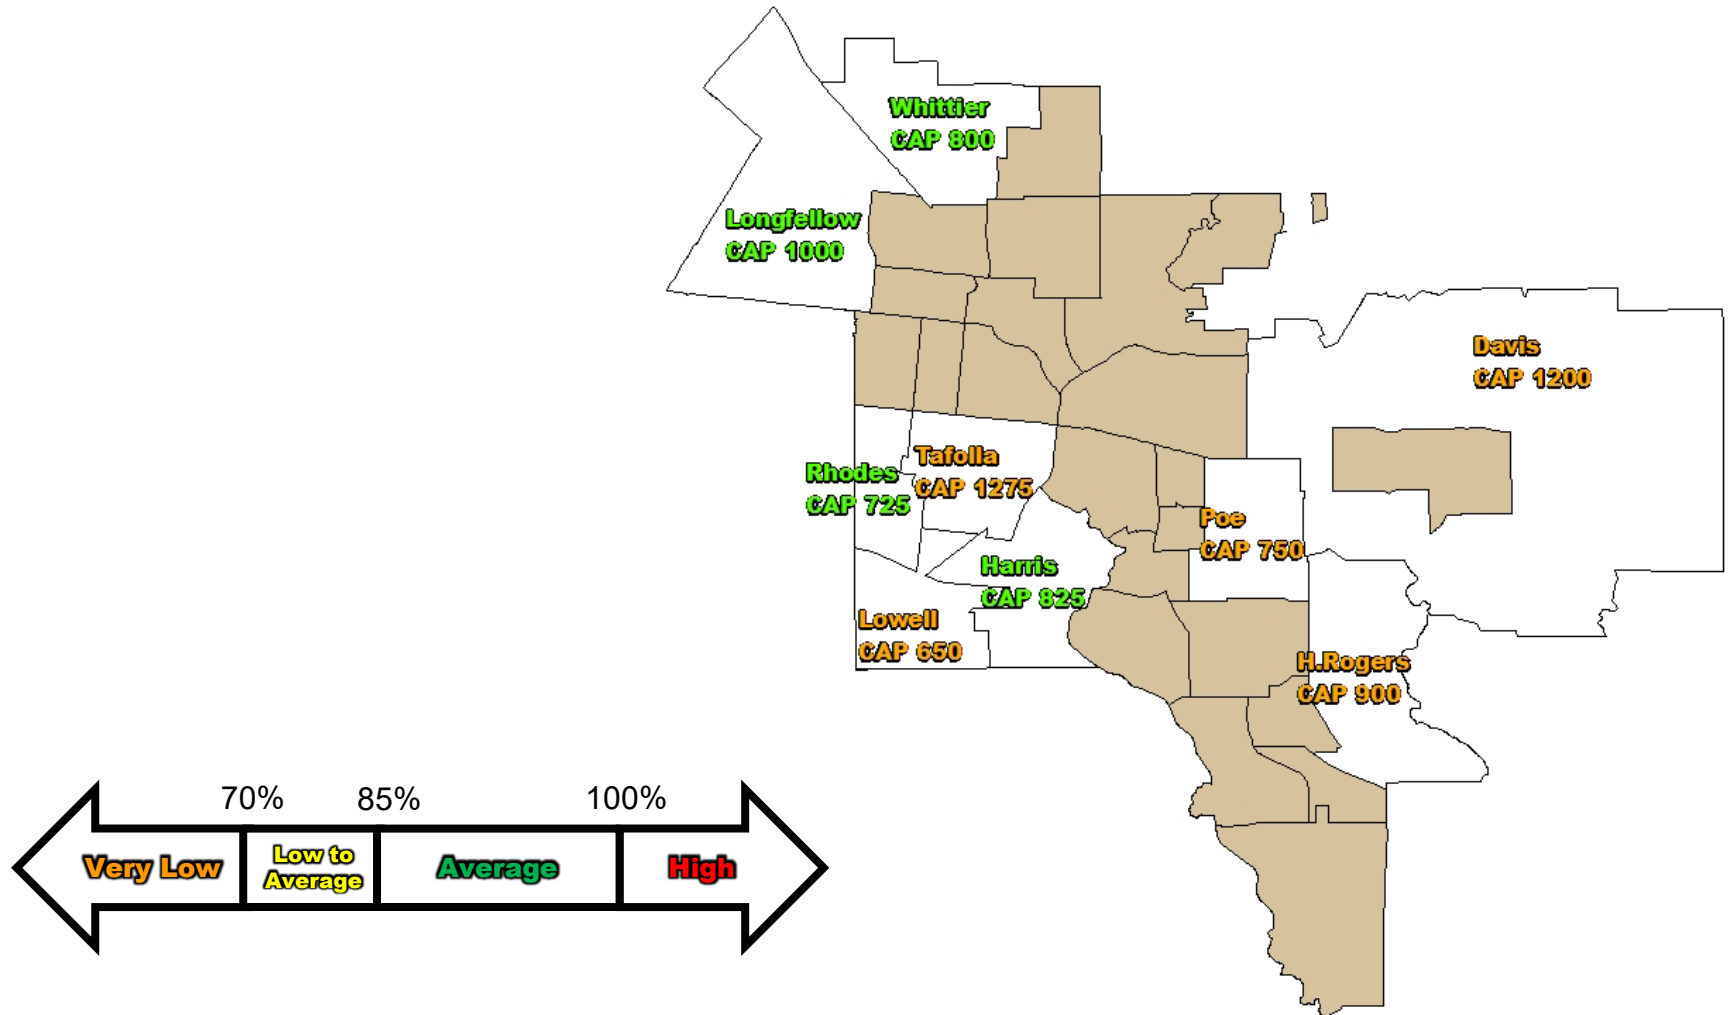 Whittier
CAP 800
Longfellow
CAP 1000
Davis
CAP 1200
Tafolla
CAP 1275
Rhodes
CAP 725
Poe
CAP 750
Harris
CAP 825
Lowell
CAP 650
H.Rogers
CAP 900
70% 85% 100%
Very Low
Low to
Average
Average
High